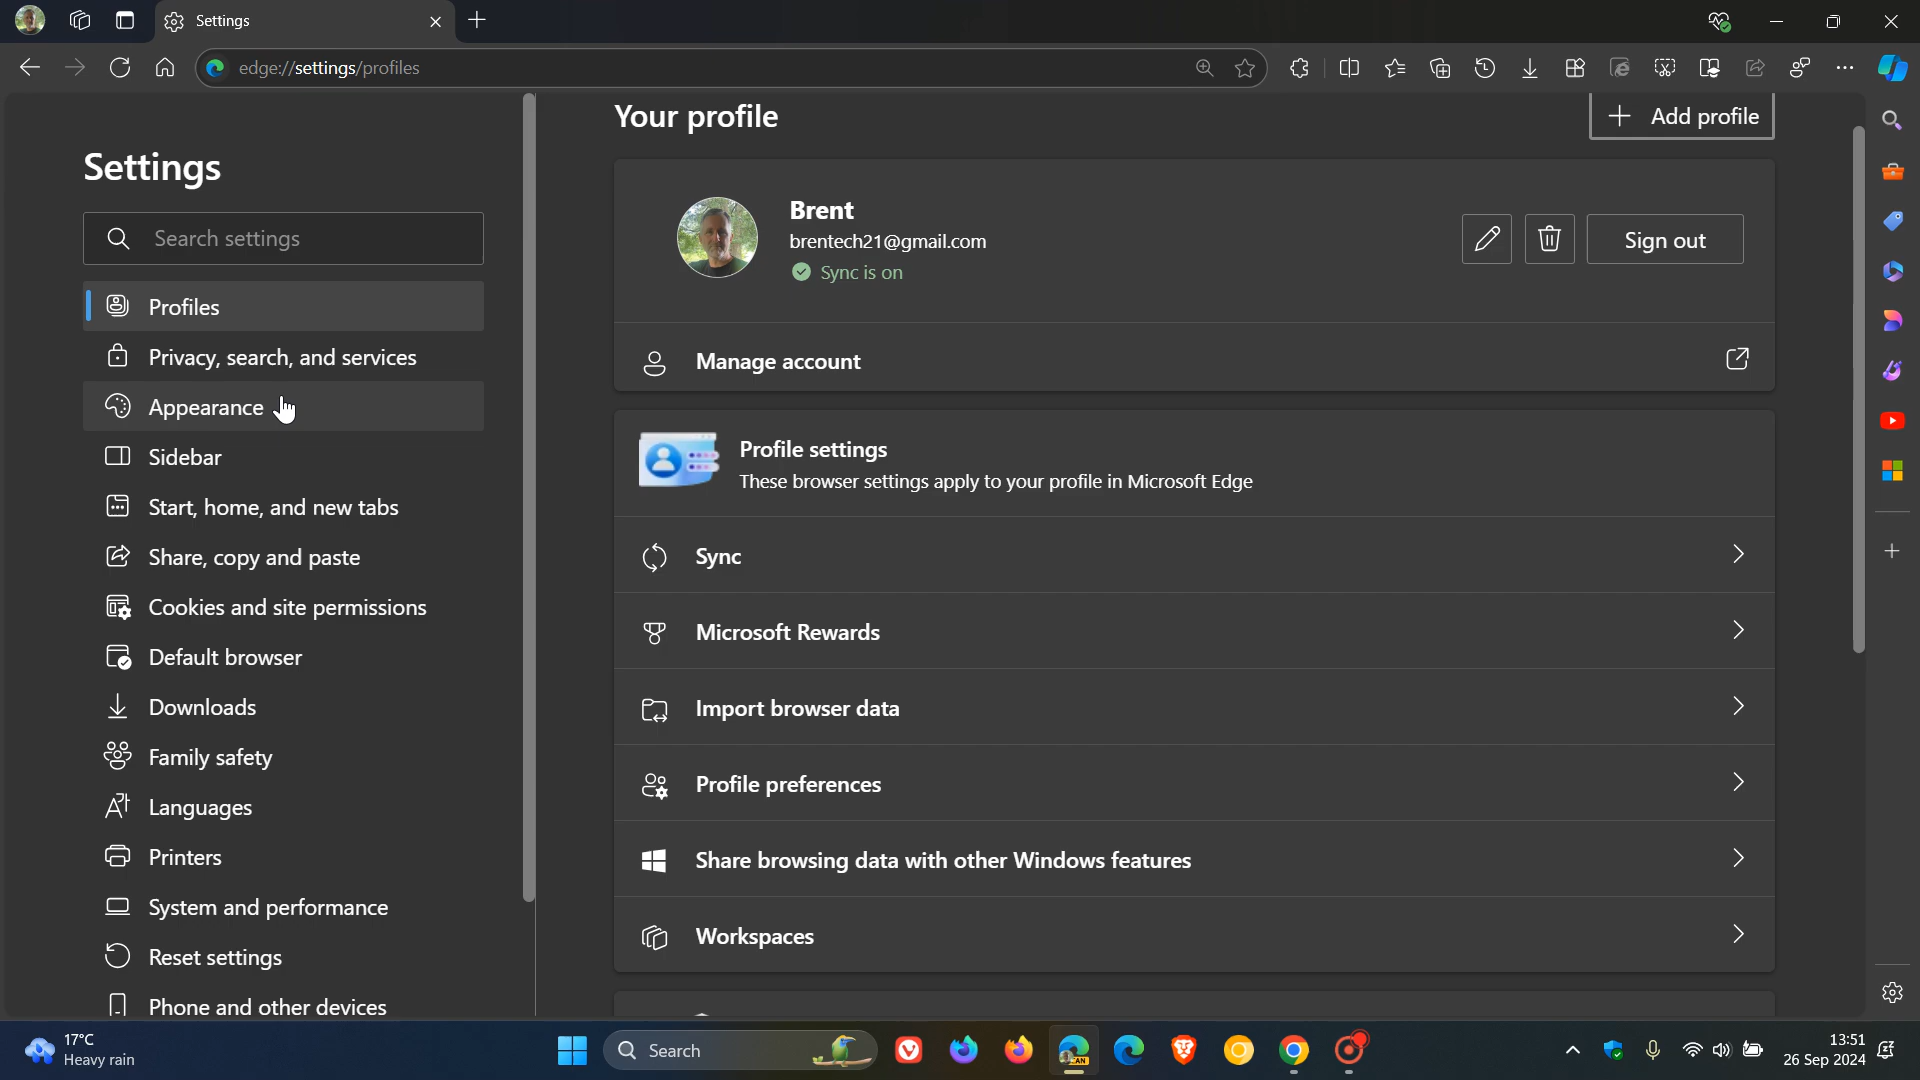 Settings
edge://settings/profiles
Settings
Search settings
Profiles
Privacy, search, and services
Appearance
Sidebar
Start, home, and new tabs
Share, copy and paste
Cookies and site permissions
Default browser
Downloads
Family safety
Languages
Printers
System and performance
Reset settings
Phone and other devices
Your profile
Add profile
Brent
brentech21@gmail.com
Sync is on
Sign out
Manage account
Profile settings
These browser settings apply to your profile in Microsoft Edge
Sync
Microsoft Rewards
Import browser data
Profile preferences
Share browsing data with other Windows features
Workspaces
17°C
Heavy rain
Search
CAN
13:51
26 Sep 2024